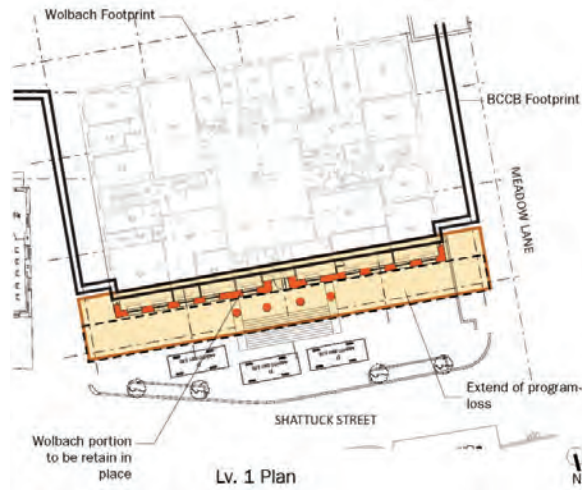 Wolbach Footprint
BCCB Footprint
MEADOW LANE
Extend of program-
loss
SHATTUCK STREET
Wolbach portion
to be retain in
place
Lv. 1 Plan
N